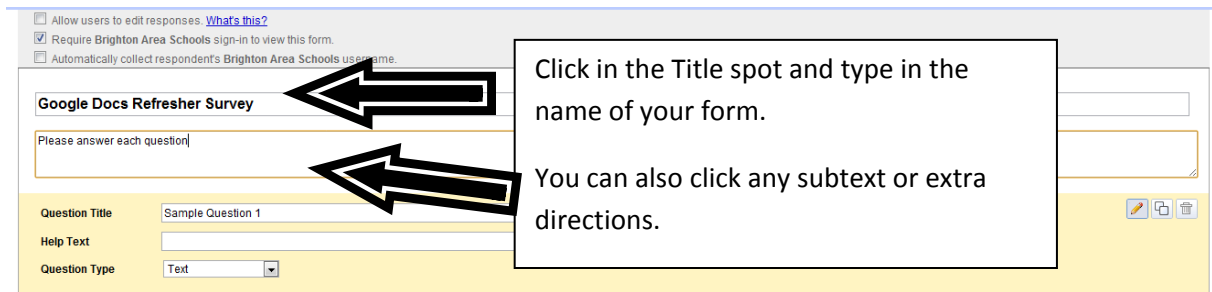 Allow users to edit responses. What's this?
Require Brighton Area Schools sign-in to view this form.
Automatically collect respondent's Brighton Area Schools username.
Google Docs Refresher Survey
Please answer each question
Click in the Title spot and type in the
name of your form.
You can also click any subtext or extra
directions.
Question Title Sample Question 1
Help Text
Question Type Text